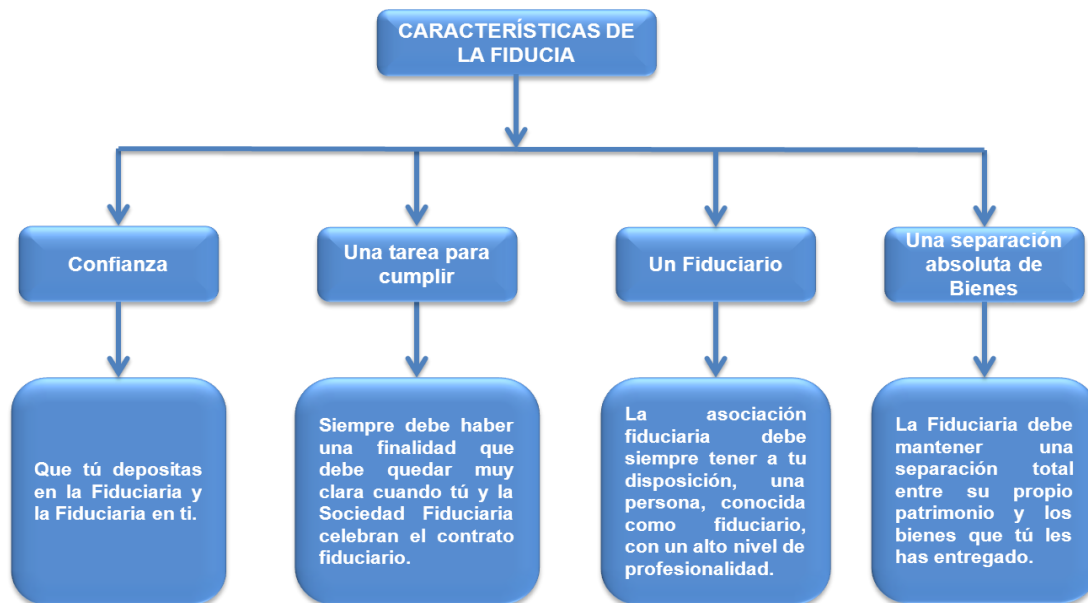 CARACTERÍSTICAS DE
LA FIDUCIA
Confianza
Una tarea para
cumplir
Un Fiduciario
Una separación
absoluta de
Bienes
Que tú depositas
en la Fiduciaria y
la Fiduciaria en ti.
Siempre debe haber
una finalidad que
debe quedar muy
clara cuando tú y la
Sociedad Fiduciaria
celebran el contrato
fiduciario.
La asociación
fiduciaria debe
siempre tener a tu
disposición, una
persona, conocida
como fiduciario,
con un alto nivel de
profesionalidad.
La Fiduciaria debe
mantener una
separación total
entre su propio
patrimonio y los
bienes que tú les
has entregado.